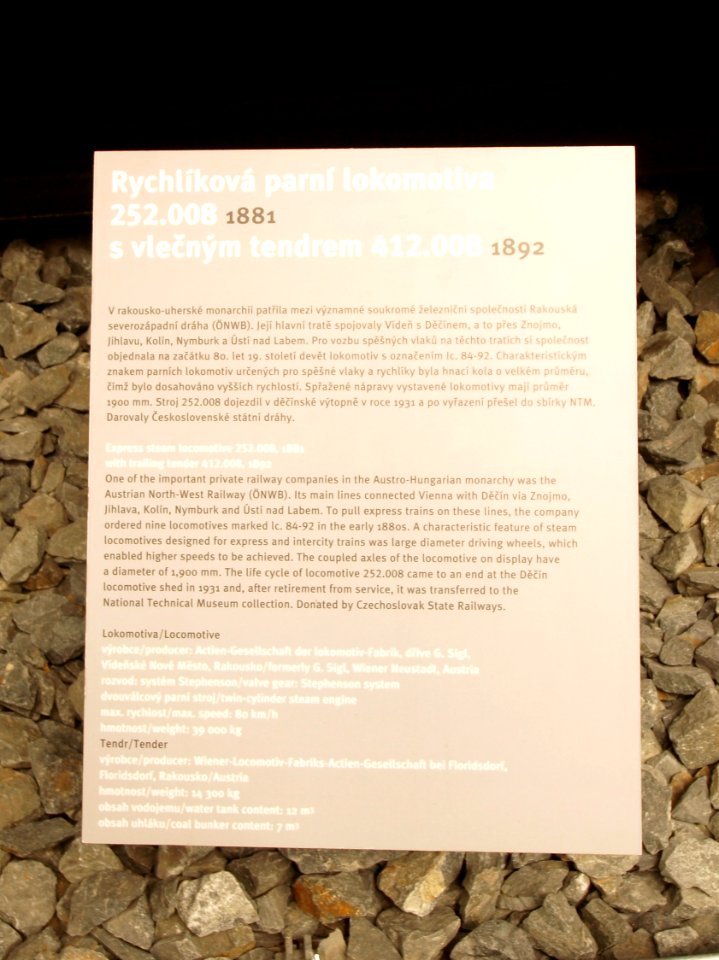 Rychlíková parní lokomotiva
252.008 1881
s vlečným tendrem 412.008 1892
V rakousko-uherské monarchii patřila mezi významné soukromé železniční společnosti Rakouská
severozápadní dráha (ÖNWB). Její hlavní tratě spojovaly Vídeň s Děčínem, a to přes Znojmo,
Jihlavu, Kolín, Nymburk a Ústí nad Labem. Pro vozbu spěšných vlaků na těchto tratích si společnost
objednala na začátku 80. let 19. století devět lokomotiv s označením lc. 84-92. Charakteristickým
znakem parních lokomotiv určených pro spěšné vlaky a rychlíky byla hnací kola o velkém průměru,
čímž bylo dosahováno vyšších rychlostí. Spřažené nápravy vystavené lokomotivy mají průměr
1900 mm. Stroj 252.008 dojezdil v děčínské výtopně v roce 1931 a po vyřazení přešel do sbírky NTM.
Darovaly Československé státní dráhy.
Express steam locomotive 252.008, 1881
with trailing tender 412.008, 1892
One of the important private railway companies in the Austro-Hungarian monarchy was the
Austrian North-West Railway (ÖNWB). Its main lines connected Vienna with Děčín via Znojmo,
Jihlava, Kolín, Nymburk and Ústí nad Labem. To pull express trains on these lines, the company
ordered nine locomotives marked lc. 84-92 in the early 1880s. A characteristic feature of steam
locomotives designed for express and intercity trains was large diameter driving wheels, which
enabled higher speeds to be achieved. The coupled axles of the locomotive on display have
a diameter of 1,900 mm. The life cycle of locomotive 252.008 came to an end at the Děčín
locomotive shed in 1931 and, after retirement from service, it was transferred to the
National Technical Museum collection. Donated by Czechoslovak State Railways.
Lokomotiva/Locomotive
výrobce/producer: Actien-Gesellschaft der lokomotiv-Fabrik, dříve G. Sigl,
Vídeňské Nové Město, Rakousko/formerly G. Sigl, Wiener Neustadt, Austria
rozvod: systém Stephenson/valve gear: Stephenson system
dvouválcový parní stroj/twin-cylinder steam engine
max. rychlost/max. speed: 80 km/h
hmotnost/weight: 39 000 kg
Tendr/Tender
výrobce/producer: Wiener-Locomotiv-Fabriks-Actien-Gesellschaft bei Floridsdorf,
Floridsdorf, Rakousko/Austria
hmotnost/weight: 14 300 kg
obsah vodojemu/water tank content: 12 m³
obsah uhláku/coal bunker content: 7 m³